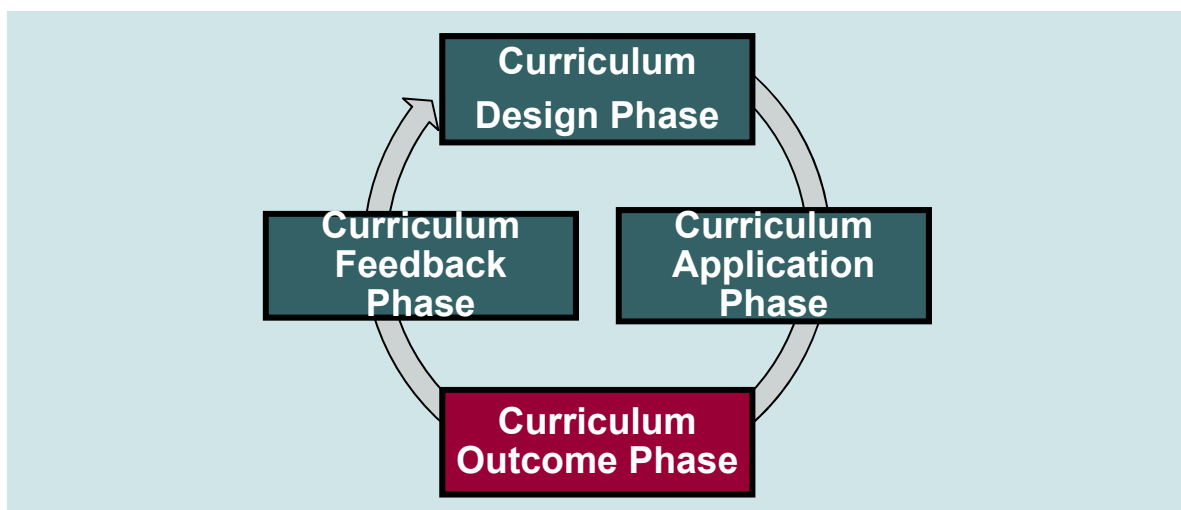 Curriculum
Design Phase
Curriculum
Feedback
Phase
Curriculum
Application
Phase
Curriculum
Outcome Phase